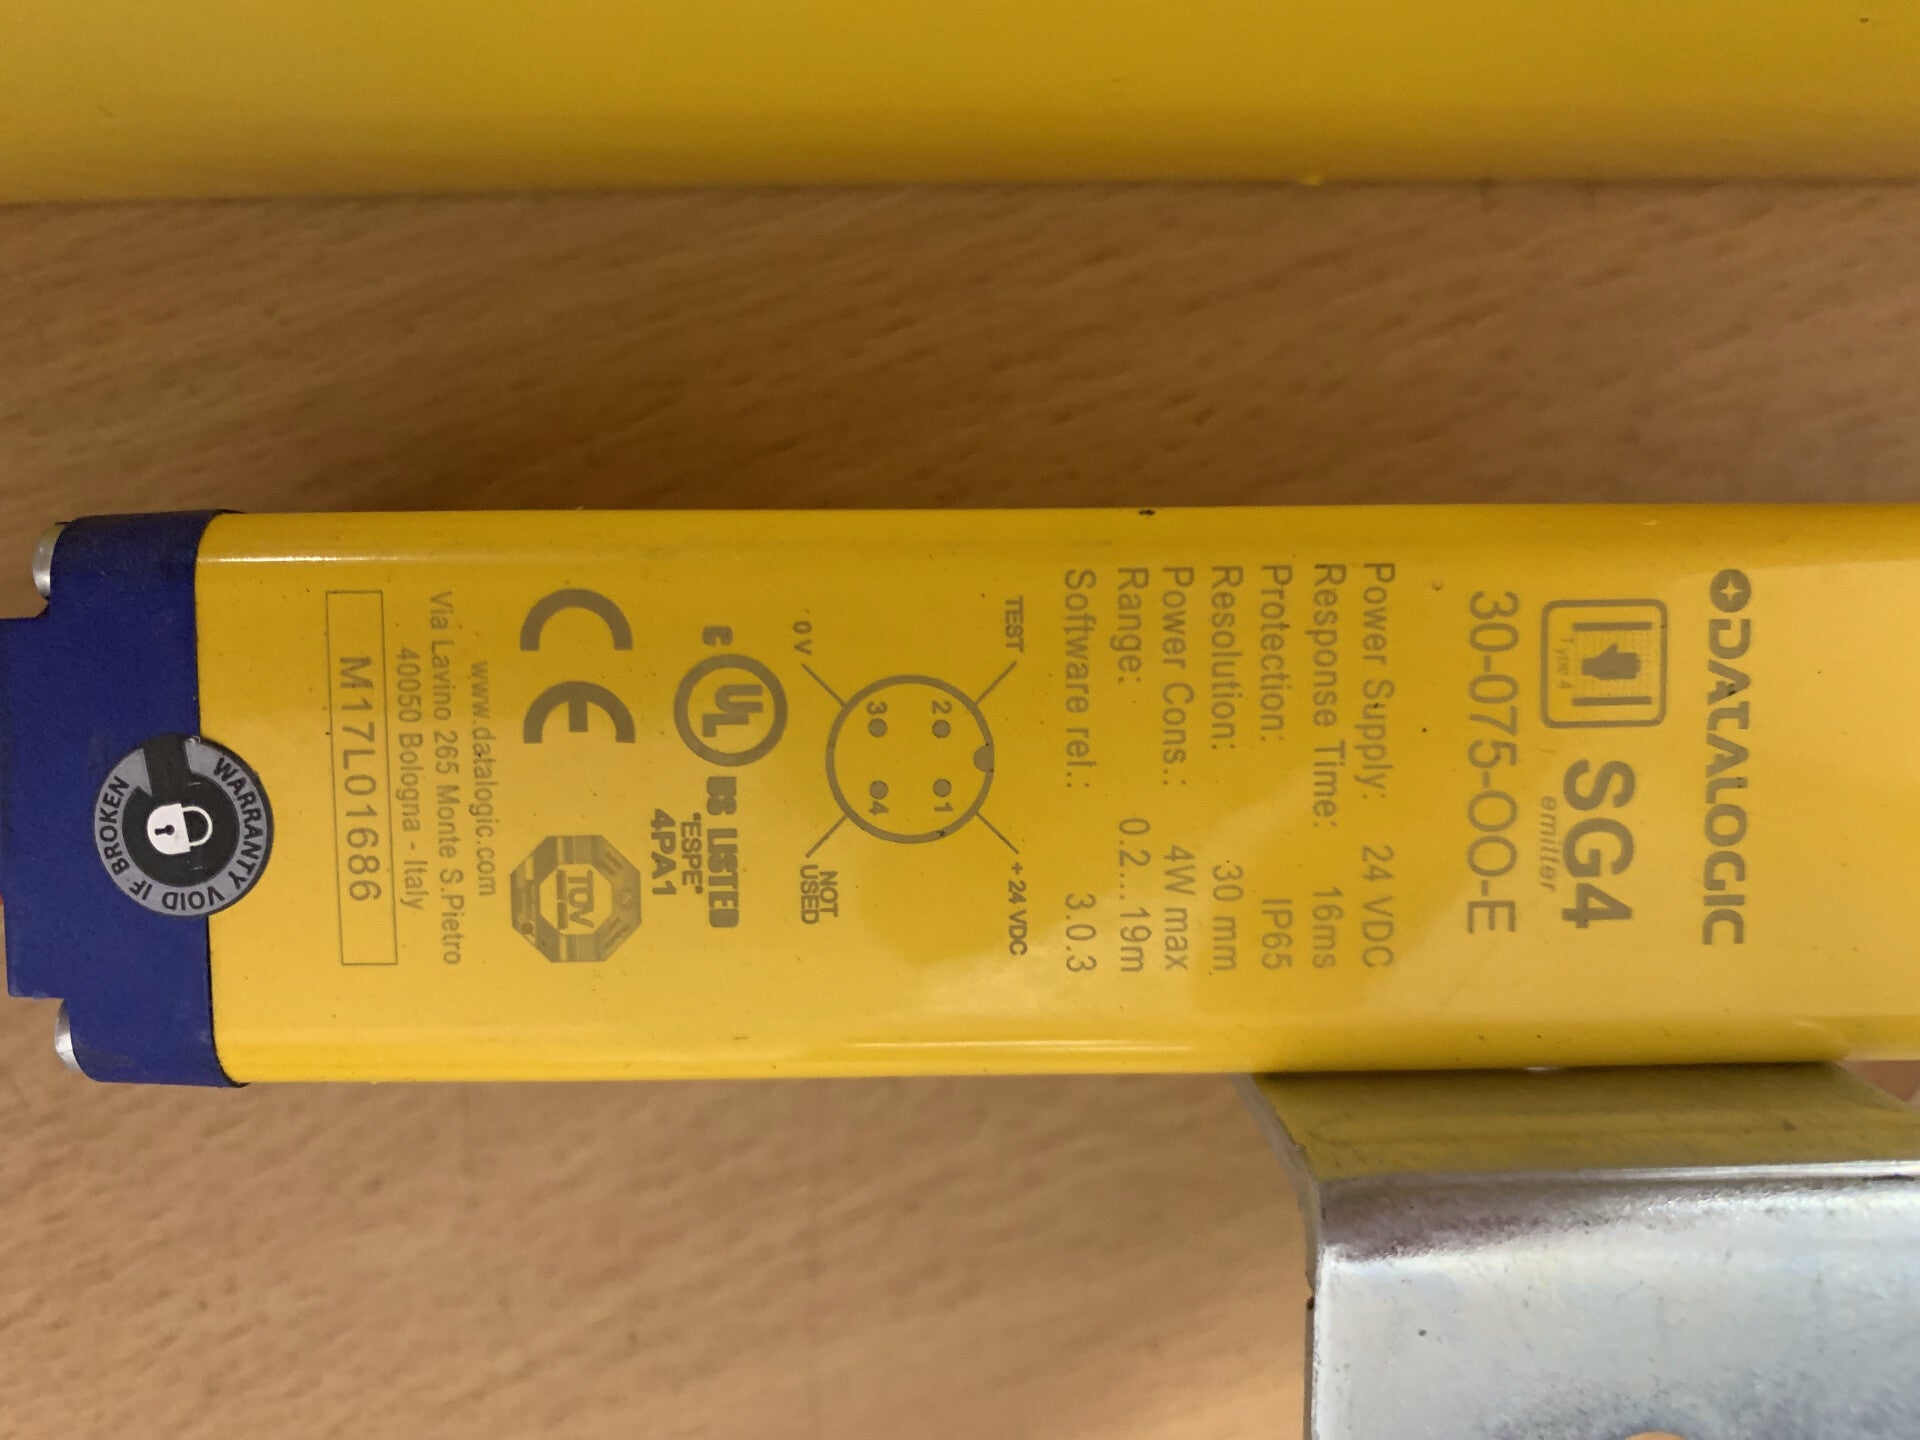 DATALOGIC
Type 4
SG4
emitter
30-075-OO-E
Power Supply: 24 VDC
Response Time: 16ms
Protection: IP65
Resolution: 30 mm
Power Cons.: 4W max
Range: 0.2...19m
Software rel.: 3.0.3
TEST
+ 24 VDC
2
1
3
4
0 V
NOT
USED
C UL US LISTED
"ESPE"
4PA1
CE
TÜV
www.datalogic.com
Via Lavino 265 Monte S.Pietro
40050 Bologna - Italy
M17L01686
WARRANTY VOID IF BROKEN